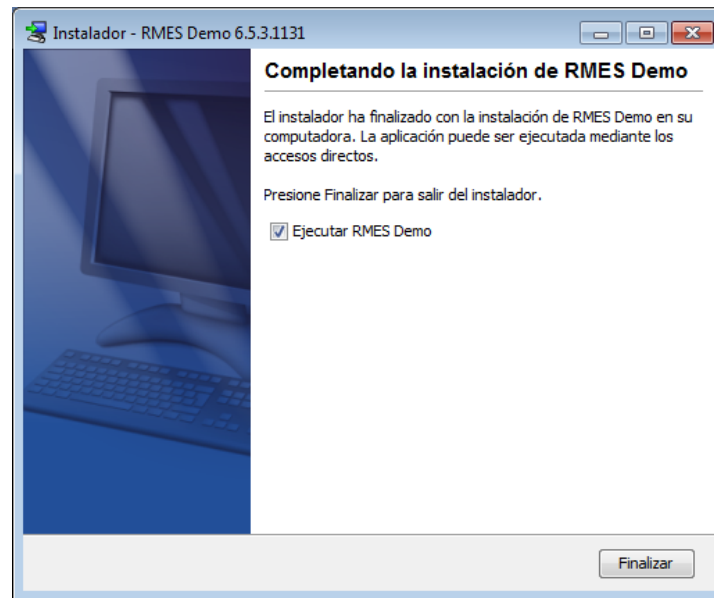 Instalador - RMES Demo 6.5.3.1131
Completando la instalación de RMES Demo
El instalador ha finalizado con la instalación de RMES Demo en su
computadora. La aplicación puede ser ejecutada mediante los
accesos directos.
Presione Finalizar para salir del instalador.
Ejecutar RMES Demo
Finalizar